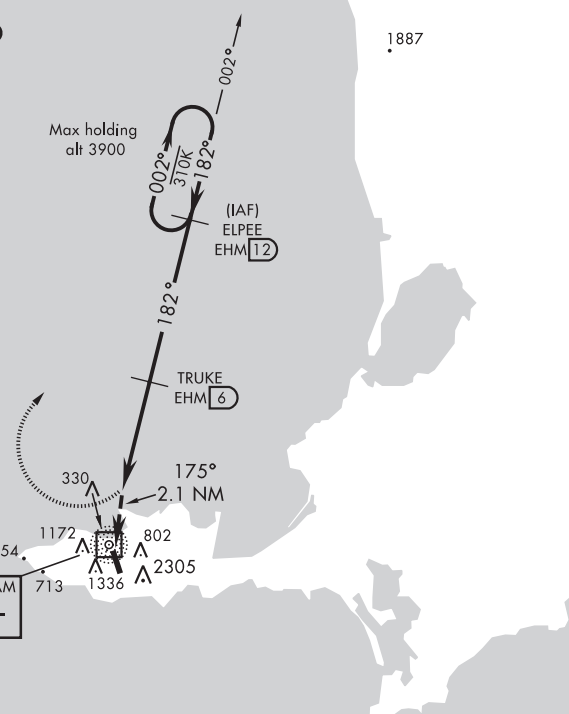 1887
002°
Max holding
alt 3900
002°
310K
182°
(IAF)
ELPEE
EHM 12
182°
TRUKE
EHM 6
175°
2.1 NM
330
1172
802
54
2305
713
1336